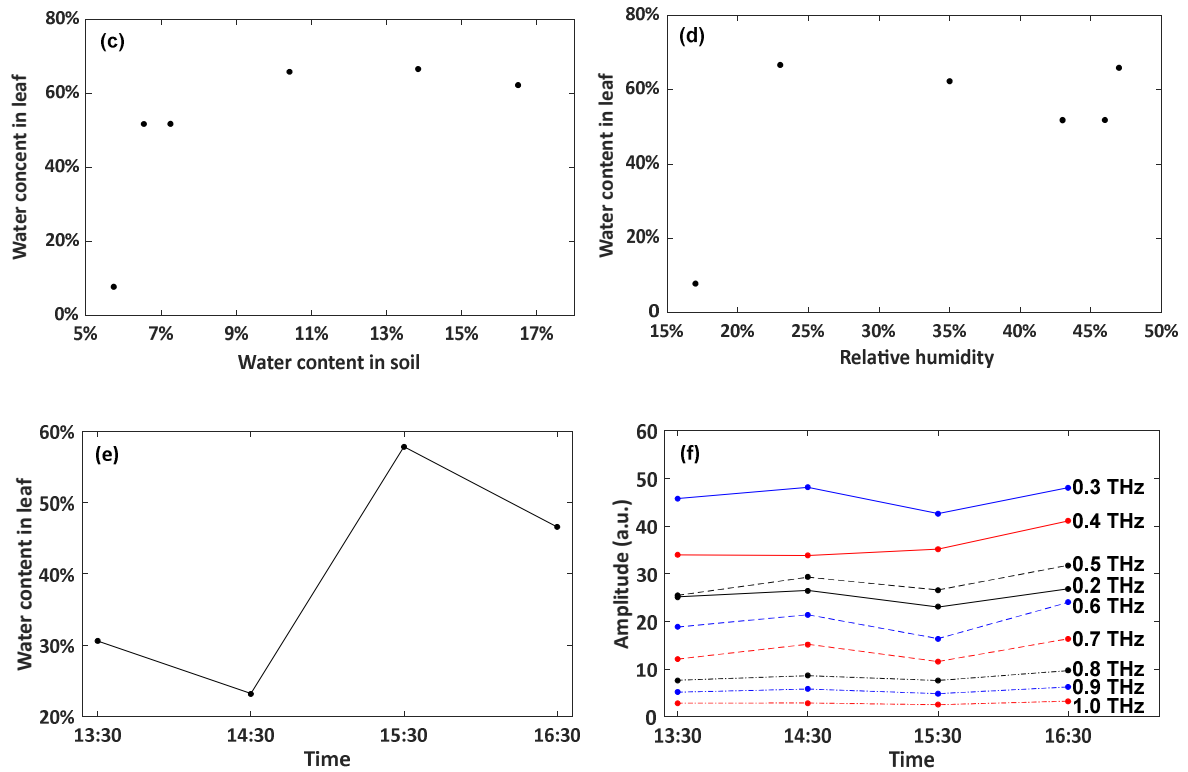 (c)
80%
60%
40%
20%
0%
Water concent in leaf
5% 7% 9% 11% 13% 15% 17%
Water content in soil
(d)
80%
60%
40%
20%
0
Water content in leaf
15% 20% 25% 30% 35% 40% 45% 50%
Relative humidity
(e)
60%
50%
40%
30%
20%
Water content in leaf
13:30 14:30 15:30 16:30
Time
(f)
60
50
40
30
20
10
0
Amplitude (a.u.)
0.3 THz
0.4 THz
0.5 THz
0.2 THz
0.6 THz
0.7 THz
0.8 THz
0.9 THz
1.0 THz
13:30 14:30 15:30 16:30
Time